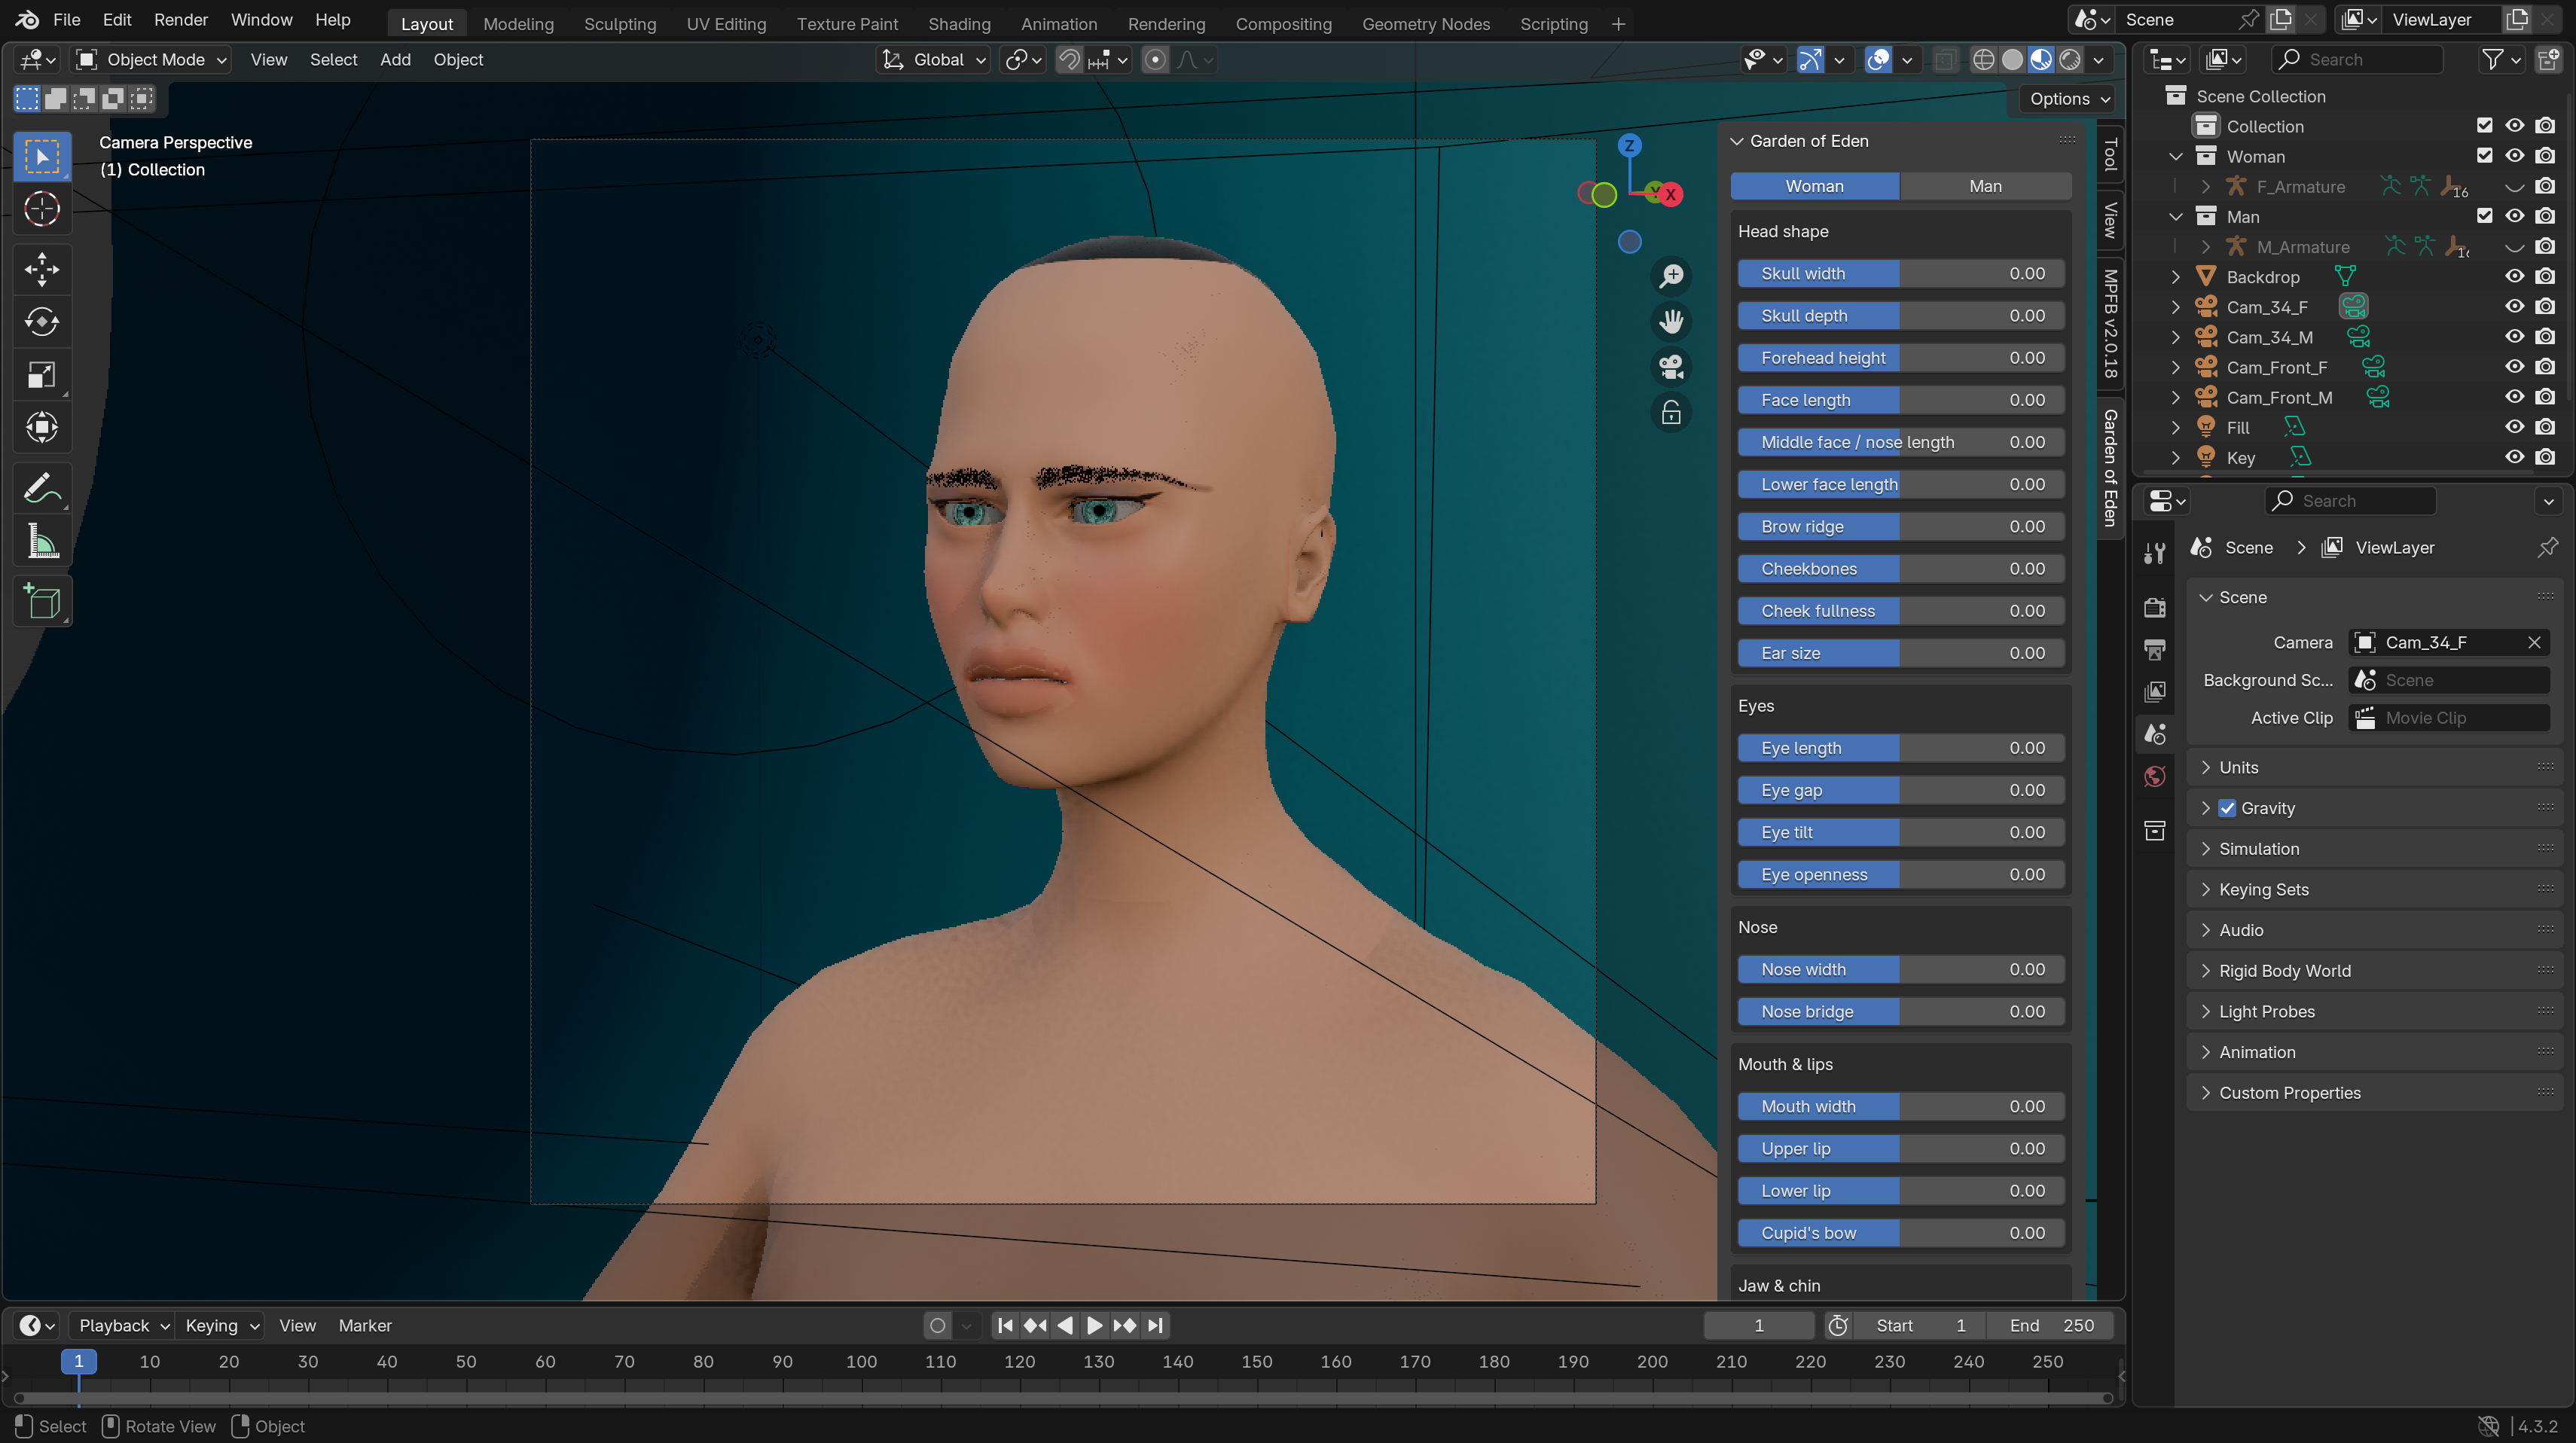 File Edit Render Window Help Layout Modeling Sculpting UV Editing Texture Paint Shading Animation Rendering Compositing Geometry Nodes Scripting + Scene ViewLayer
Object Mode View Select Add Object Global Search
Options
Camera Perspective
(1) Collection
Z
Y
X
Garden of Eden
Woman Man
Head shape
Skull width 0.00
Skull depth 0.00
Forehead height 0.00
Face length 0.00
Middle face / nose length 0.00
Lower face length 0.00
Brow ridge 0.00
Cheekbones 0.00
Cheek fullness 0.00
Ear size 0.00
Eyes
Eye length 0.00
Eye gap 0.00
Eye tilt 0.00
Eye openness 0.00
Nose
Nose width 0.00
Nose bridge 0.00
Mouth & lips
Mouth width 0.00
Upper lip 0.00
Lower lip 0.00
Cupid's bow 0.00
Jaw & chin
Tool
View
MPFB v2.0.18
Garden of Eden
Scene Collection
Collection
Woman
F_Armature 16
Man
M_Armature
Backdrop
Cam_34_F
Cam_34_M
Cam_Front_F
Cam_Front_M
Fill
Key
Search
Scene ViewLayer
Scene
Camera Cam_34_F
Background Sc... Scene
Active Clip Movie Clip
Units
Gravity
Simulation
Keying Sets
Audio
Rigid Body World
Light Probes
Animation
Custom Properties
Playback Keying View Marker 1 Start 1 End 250
1 10 20 30 40 50 60 70 80 90 100 110 120 130 140 150 160 170 180 190 200 210 220 230 240 250
Select Rotate View Object 4.3.2